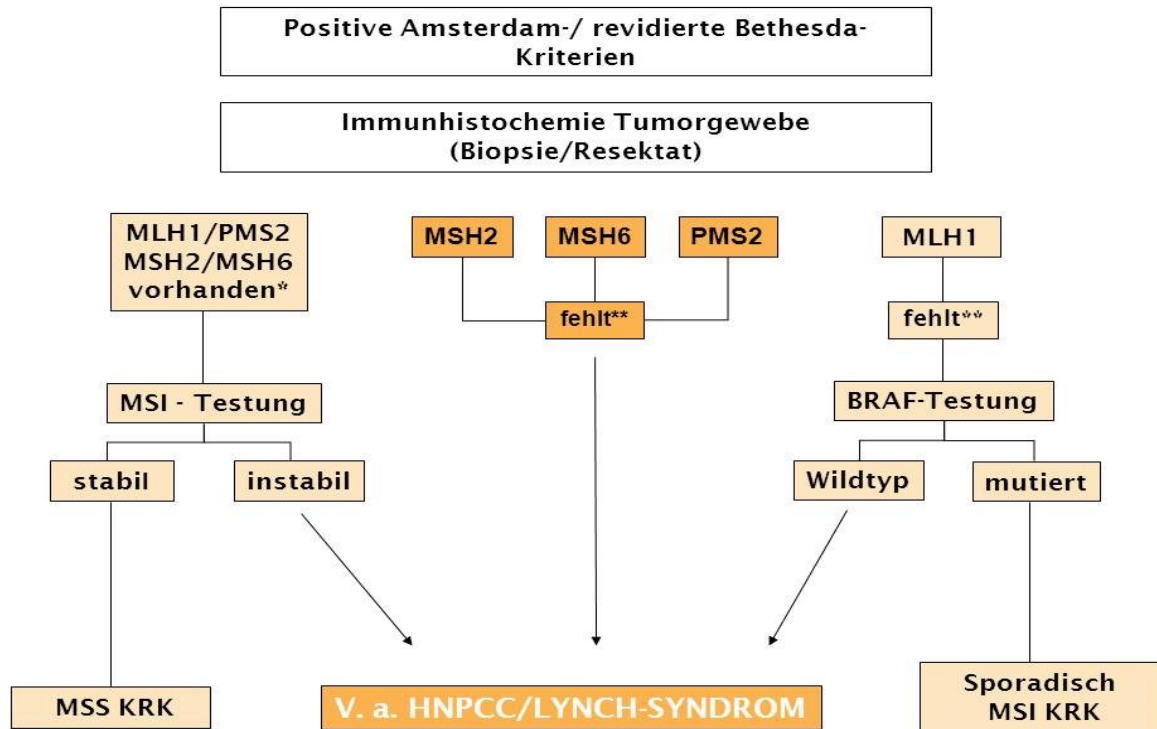 Positive Amsterdam-/ revidierte Bethesda-
Kriterien
Immunhistochemie Tumorgewebe
(Biopsie/Resektat)
MLH1/PMS2
MSH2/MSH6
vorhanden*
MSH2
MSH6
PMS2
MLH1
fehlt**
fehlt**
MSI - Testung
BRAF-Testung
stabil
instabil
Wildtyp
mutiert
MSS KRK
V. a. HNPCC/LYNCH-SYNDROM
Sporadisch
MSI KRK